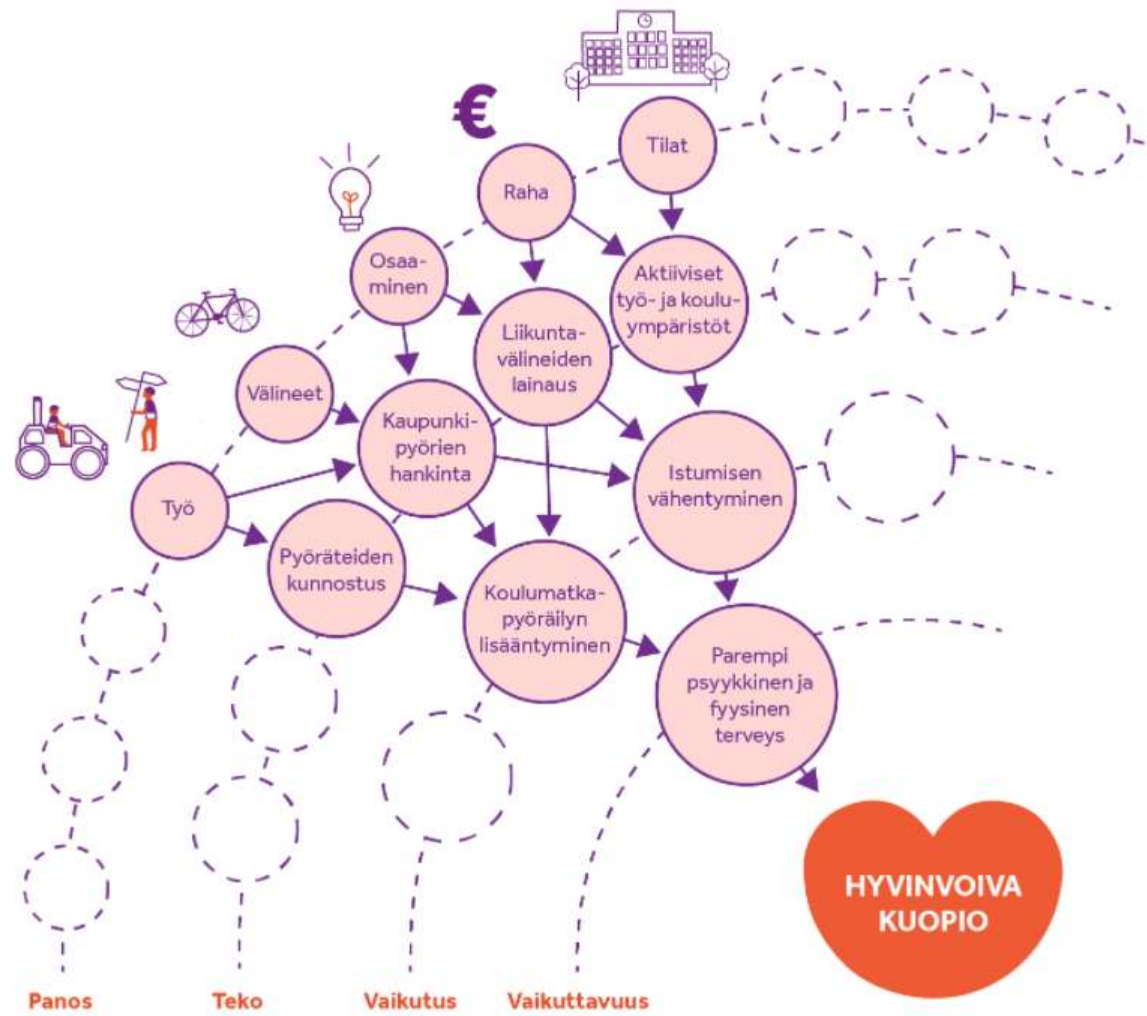 €
Tilat
Raha
Osaa-
minen
Aktiiviset
työ- ja koulu-
ympäristöt
Liikunta-
välineiden
lainaus
Välineet
Kaupunki-
pyörien
hankinta
Istumisen
vähentyminen
Työ
Pyöräteiden
kunnostus
Koulumatka-
pyöräilyn
lisääntyminen
Parempi
psyykkinen ja
fyysinen
terveys
HYVINVOIVA
KUOPIO
Panos
Teko
Vaikutus
Vaikuttavuus